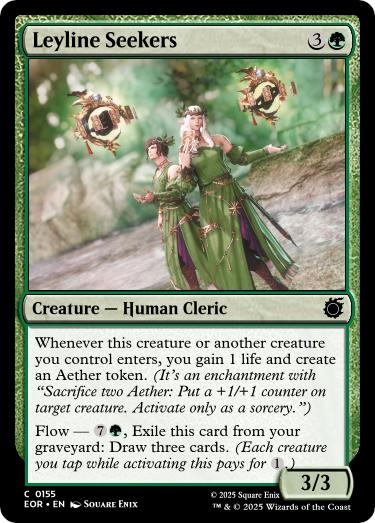 Leyline Seekers 3
Creature — Human Cleric
Whenever this creature or another creature
you control enters, you gain 1 life and create
an Aether token. (It's an enchantment with
“Sacrifice two Aether: Put a +1/+1 counter on
target creature. Activate only as a sorcery.”)
Flow — 7, Exile this card from your
graveyard: Draw three cards. (Each creature
you tap while activating this pays for 1.)
3/3
C 0155
EOR • EN SQUARE ENIX
© 2025 Square Enix
™ & © 2025 Wizards of the Coast